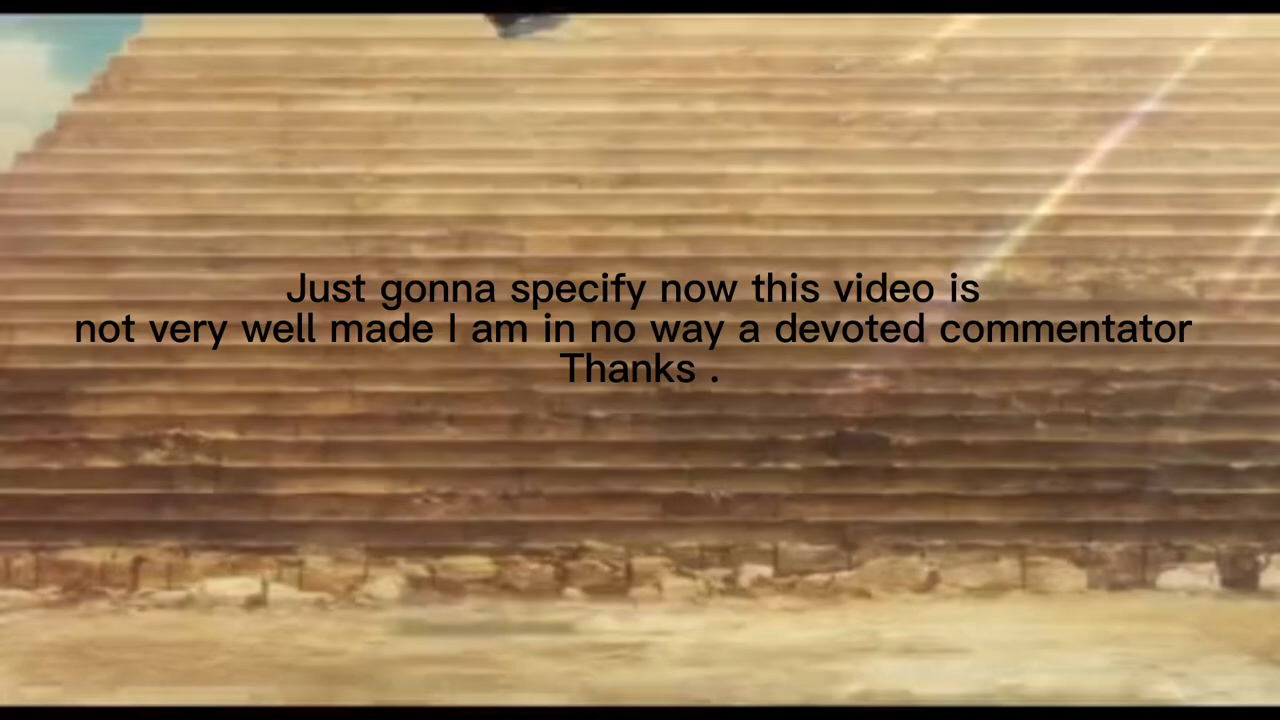 Just gonna specify now this video is
not very well made I am in no way a devoted commentator
Thanks .